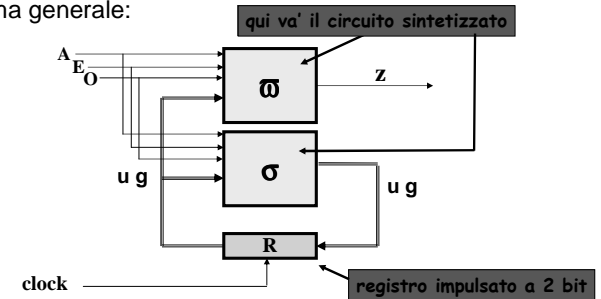 na generale:
qui va' il circuito sintetizzato
A
E
O
ϖ
z
σ
u g
u g
R
clock
registro impulsato a 2 bit